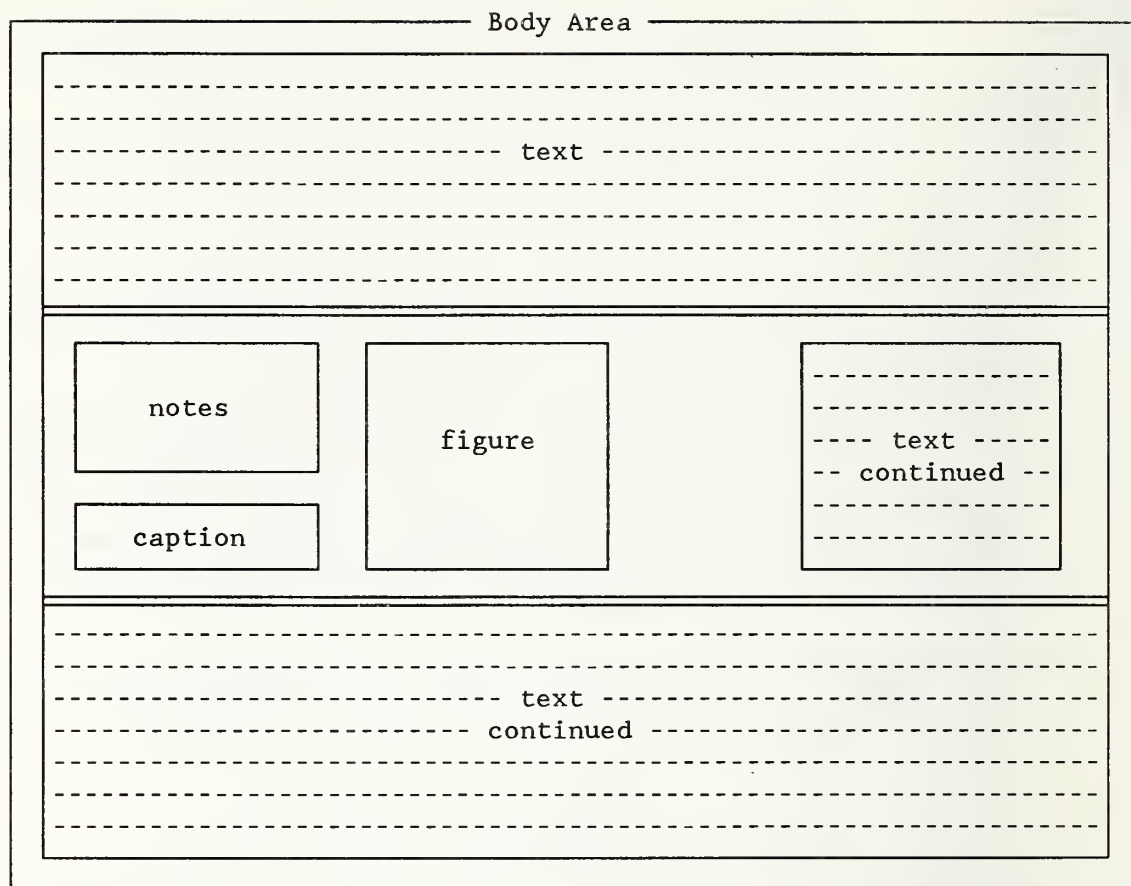 Body Area
text
notes
caption
figure
text
continued
text
continued